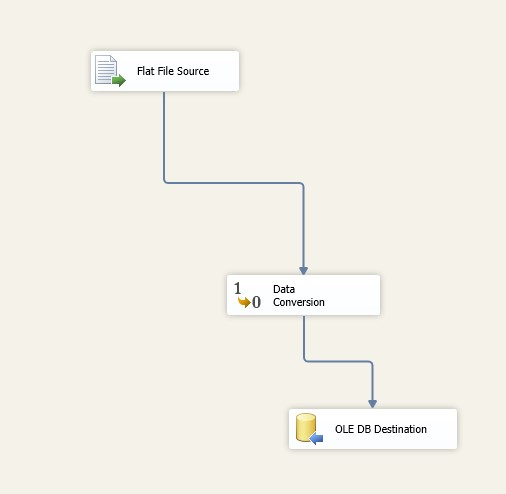 Flat File Source
1
0
Data
Conversion
OLE DB Destination